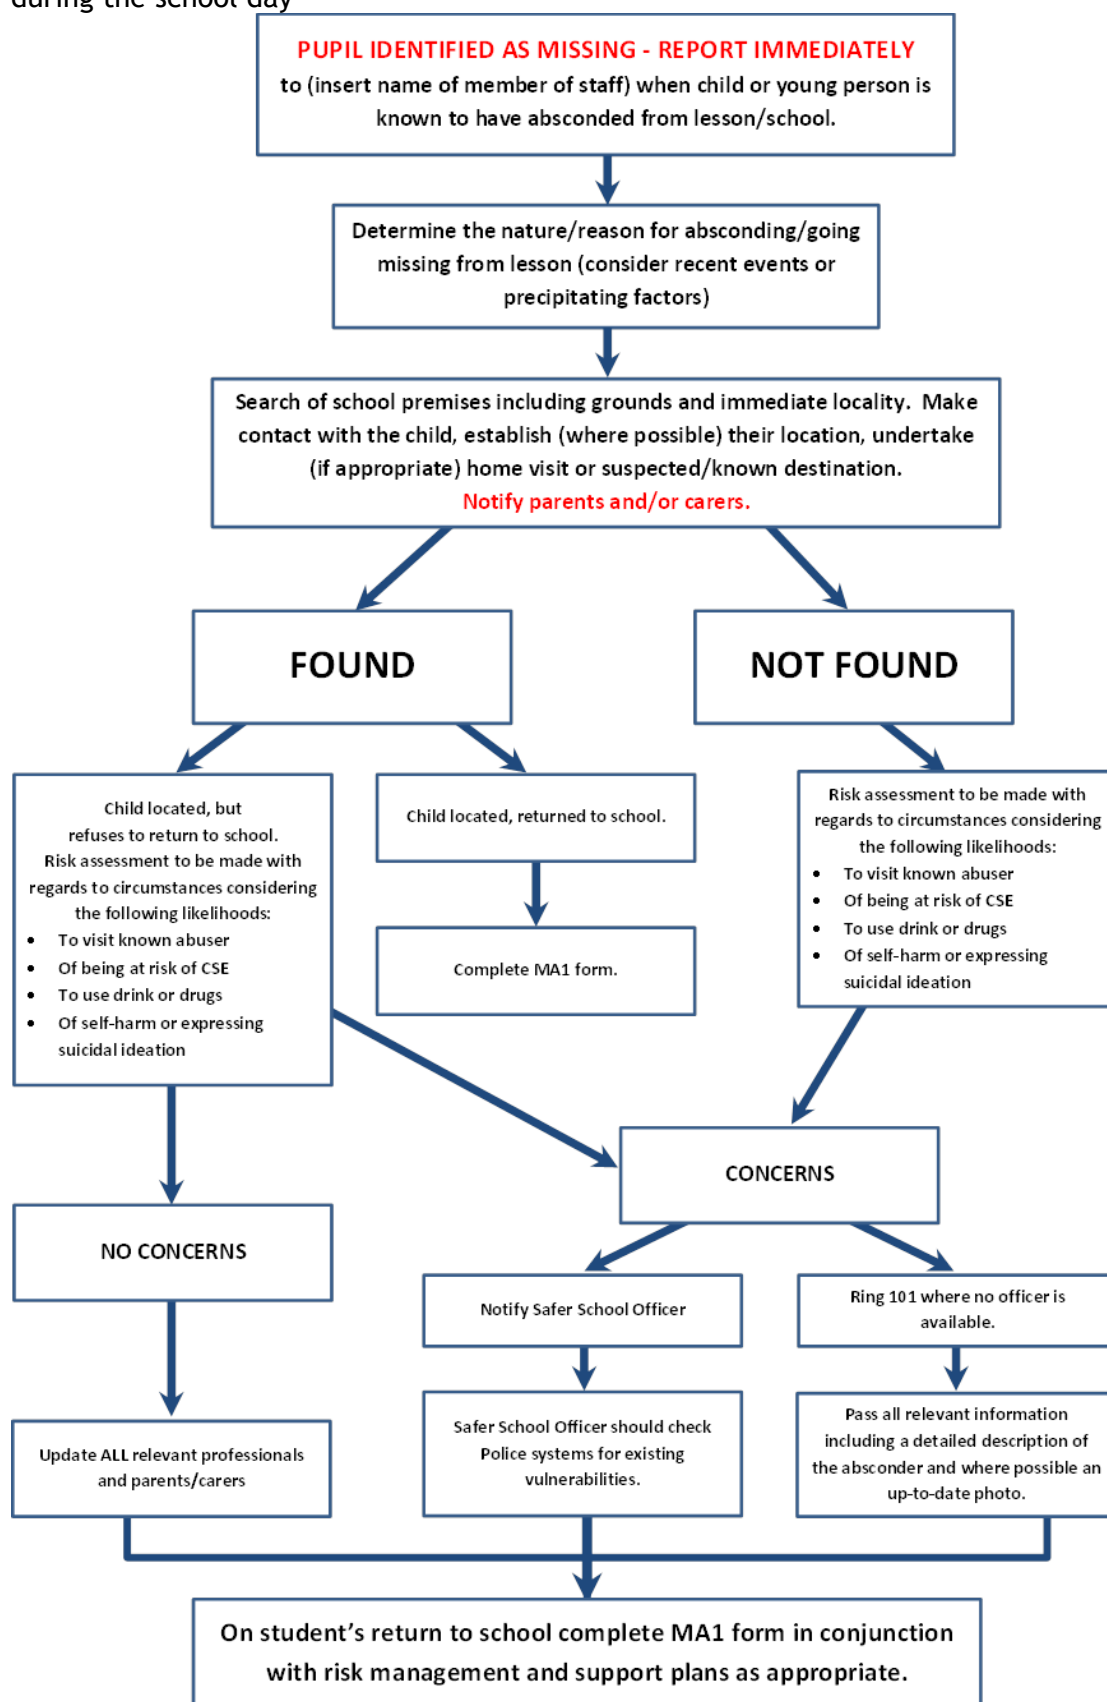 during the school day
PUPIL IDENTIFIED AS MISSING - REPORT IMMEDIATELY
to (insert name of member of staff) when child or young person is
known to have absconded from lesson/school.
Determine the nature/reason for absconding/going
missing from lesson (consider recent events or
precipitating factors)
Search of school premises including grounds and immediate locality.  Make
contact with the child, establish (where possible) their location, undertake
(if appropriate) home visit or suspected/known destination.
Notify parents and/or carers.
FOUND
NOT FOUND
Child located, but
refuses to return to school.
Risk assessment to be made with
regards to circumstances considering
the following likelihoods:
• To visit known abuser
• Of being at risk of CSE
• To use drink or drugs
• Of self-harm or expressing
suicidal ideation
Child located, returned to school.
Complete MA1 form.
Risk assessment to be made with
regards to circumstances considering
the following likelihoods:
• To visit known abuser
• Of being at risk of CSE
• To use drink or drugs
• Of self-harm or expressing
suicidal ideation
CONCERNS
NO CONCERNS
Notify Safer School Officer
Ring 101 where no officer is
available.
Update ALL relevant professionals
and parents/carers
Safer School Officer should check
Police systems for existing
vulnerabilities.
Pass all relevant information
including a detailed description of
the absconder and where possible an
up-to-date photo.
On student's return to school complete MA1 form in conjunction
with risk management and support plans as appropriate.